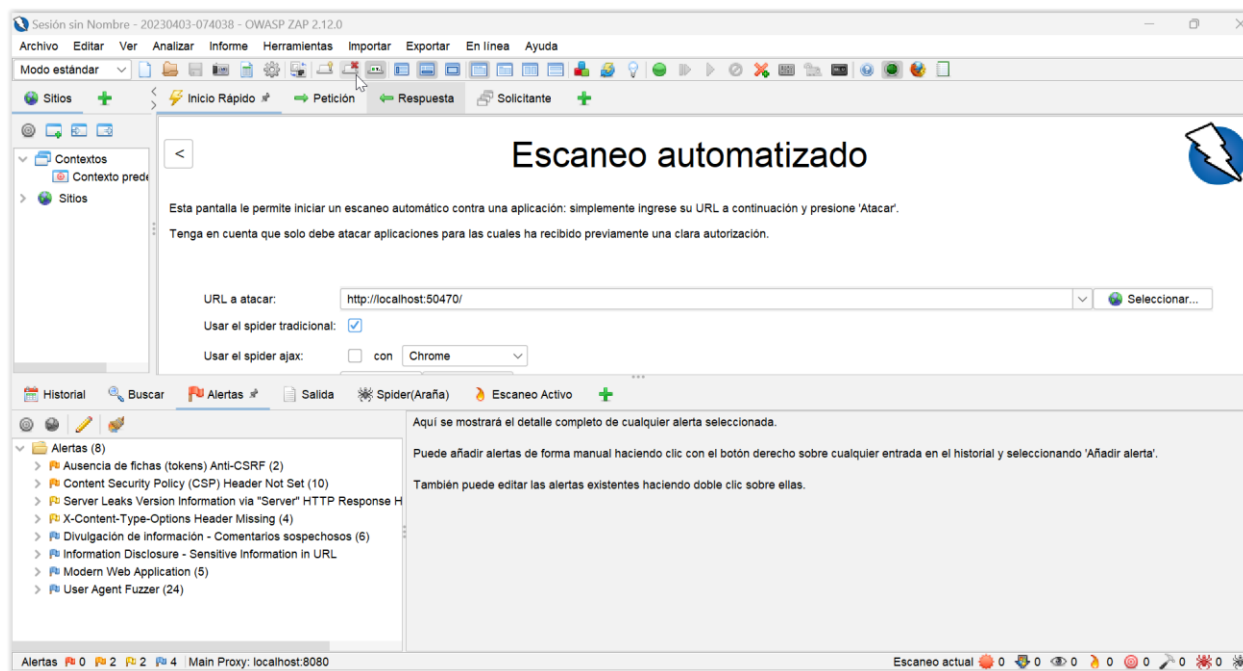 Sesión sin Nombre - 20230403-074038 - OWASP ZAP 2.12.0
Archivo Editar Ver Analizar Informe Herramientas Importar Exportar En línea Ayuda
Modo estándar
Sitios
Inicio Rápido
Petición
Respuesta
Solicitante
Contextos
Contexto prede
Sitios
<
Escaneo automatizado
Esta pantalla le permite iniciar un escaneo automático contra una aplicación: simplemente ingrese su URL a continuación y presione 'Atacar'.
Tenga en cuenta que solo debe atacar aplicaciones para las cuales ha recibido previamente una clara autorización.
URL a atacar: http://localhost:50470/ Seleccionar...
Usar el spider tradicional:
Usar el spider ajax: con Chrome
Historial Buscar Alertas Salida Spider(Araña) Escaneo Activo
Alertas (8)
Ausencia de fichas (tokens) Anti-CSRF (2)
Content Security Policy (CSP) Header Not Set (10)
Server Leaks Version Information via "Server" HTTP Response H
X-Content-Type-Options Header Missing (4)
Divulgación de información - Comentarios sospechosos (6)
Information Disclosure - Sensitive Information in URL
Modern Web Application (5)
User Agent Fuzzer (24)
Aquí se mostrará el detalle completo de cualquier alerta seleccionada.
Puede añadir alertas de forma manual haciendo clic con el botón derecho sobre cualquier entrada en el historial y seleccionando 'Añadir alerta'.
También puede editar las alertas existentes haciendo doble clic sobre ellas.
Alertas 0 2 2 4 Main Proxy: localhost:8080
Escaneo actual 0 0 0 0 0 0 0